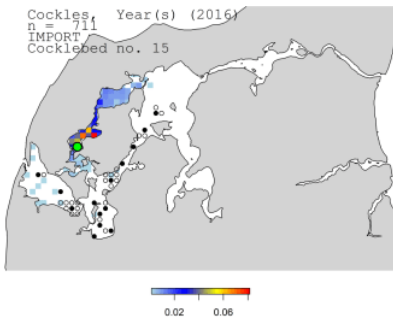 Cockles, Year(s) (2016)
n = 711
IMPORT
Cocklebed no. 15
0.02 0.06